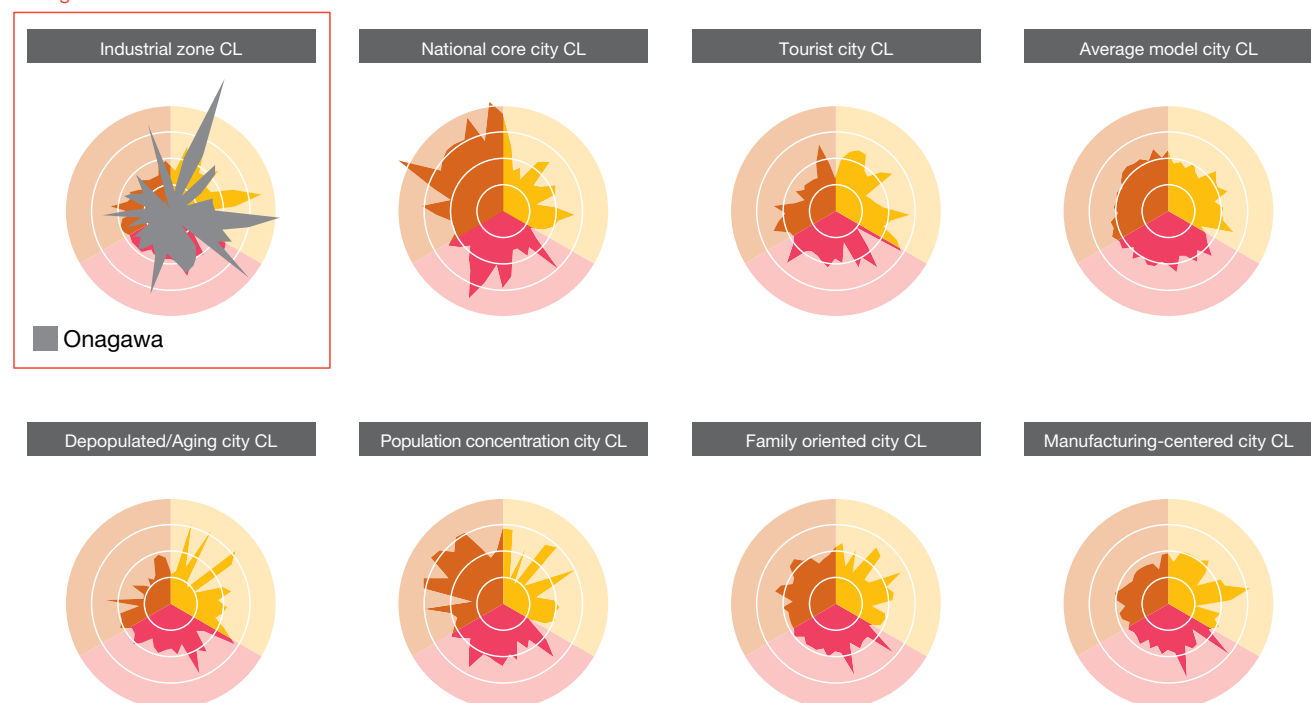 Industrial zone CL
National core city CL
Tourist city CL
Average model city CL
Onagawa
Depopulated/Aging city CL
Population concentration city CL
Family oriented city CL
Manufacturing-centered city CL